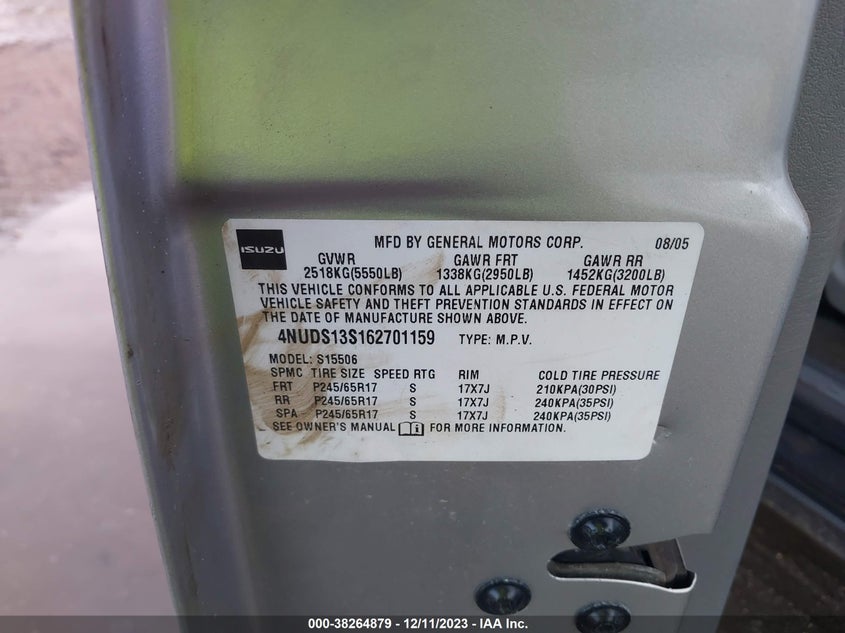 ISUZU MFD BY GENERAL MOTORS CORP. 08/05
GVWR GAWR FRT GAWR RR
2518KG(5550LB) 1338KG(2950LB) 1452KG(3200LB)
THIS VEHICLE CONFORMS TO ALL APPLICABLE U.S. FEDERAL MOTOR
VEHICLE SAFETY AND THEFT PREVENTION STANDARDS IN EFFECT ON
THE DATE OF MANUFACTURE SHOWN ABOVE.
4NUDS13S162701159 TYPE: M.P.V.
MODEL: S15506
SPMC TIRE SIZE SPEED RTG RIM COLD TIRE PRESSURE
FRT P245/65R17 S 17X7J 210KPA(30PSI)
RR P245/65R17 S 17X7J 240KPA(35PSI)
SPA P245/65R17 S 17X7J 240KPA(35PSI)
SEE OWNER'S MANUAL FOR MORE INFORMATION.
000-38264879 - 12/11/2023 - IAA Inc.